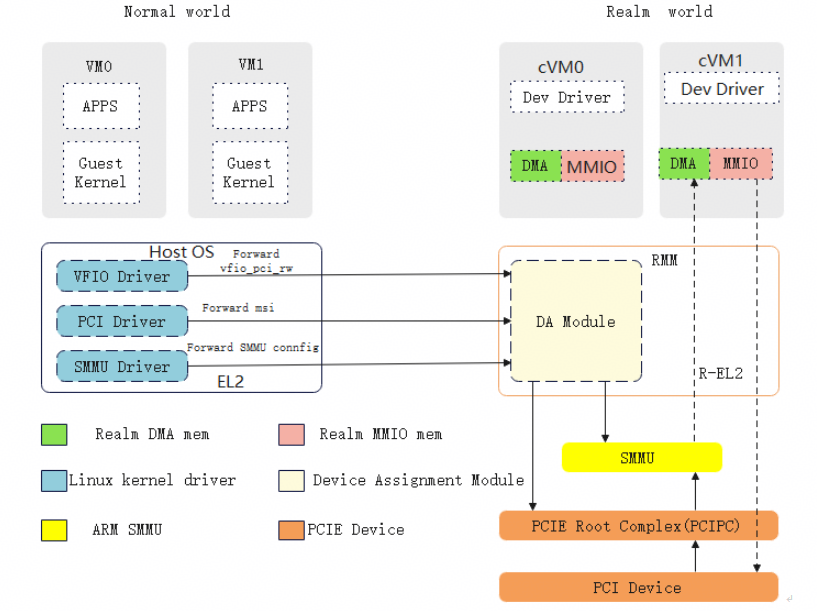 Normal world
Realm world
VM0
VM1
cVM0
cVM1
APPS
APPS
Dev Driver
Dev Driver
Guest
Kernel
Guest
Kernel
DMA
MMIO
DMA
MMIO
Host OS
Forward
vfio_pci_rw
VFIO Driver
RMM
Forward msi
PCI Driver
DA Module
Forward SMMU connfig
SMMU Driver
EL2
R-EL2
Realm DMA mem
Realm MMIO mem
SMMU
Linux kernel driver
Device Assignment Module
ARM SMMU
PCIE Device
PCIE Root Complex(PCIPC)
PCI Device